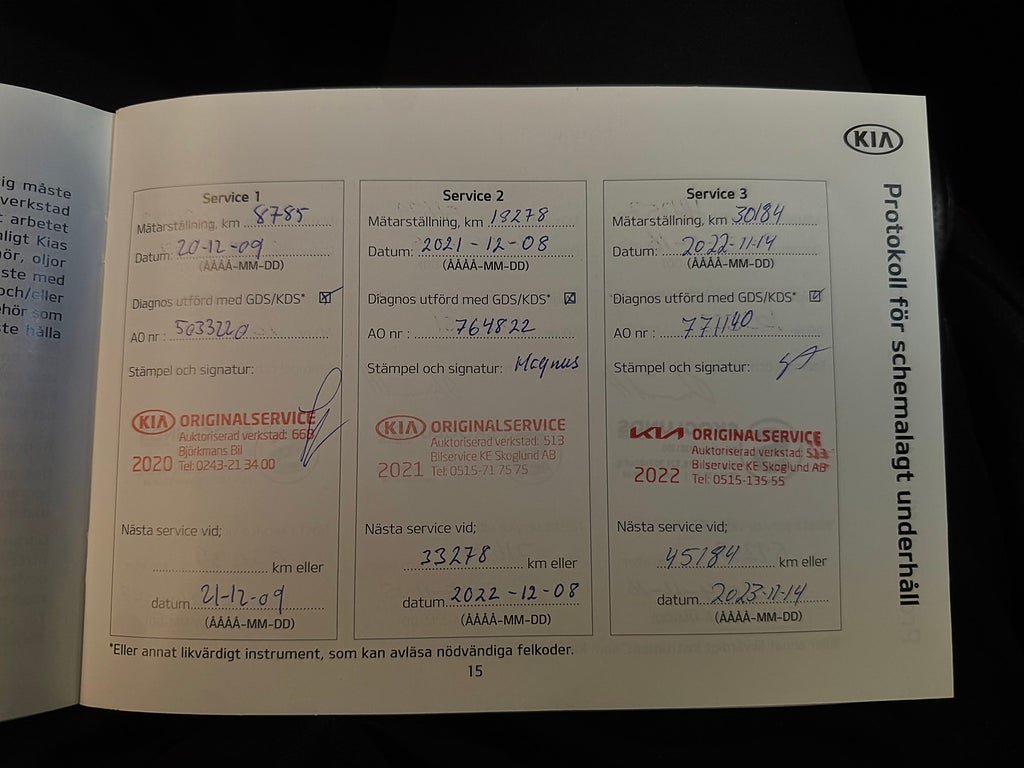 ig måste
verkstad
t arbetet
nligt Kias
hör, oljor
ste med
och/eller
ehör som
ste hålla
KIA
Protokoll för schemalagt underhåll
Service 1
Mätarställning, km 8785
Datum: 20-12-09
(ÅÅÅÅ-MM-DD)
Diagnos utförd med GDS/KDS*
AO nr : 5033220
Stämpel och signatur:
KIA ORIGINALSERVICE
Auktoriserad verkstad: 668
Björkmans Bil
2020 Tel: 0243-21 34 00
Nästa service vid;
km eller
datum 21-12-09
(ÅÅÅÅ-MM-DD)
Service 2
Mätarställning, km 19278
Datum: 2021-12-08
(ÅÅÅÅ-MM-DD)
Diagnos utförd med GDS/KDS*
AO nr : 764822
Stämpel och signatur: Magnus
KIA ORIGINALSERVICE
Auktoriserad verkstad: 513
Bilservice KE Skoglund AB
2021 Tel: 0515-71 75 75
Nästa service vid;
33278 km eller
datum 2022-12-08
(ÅÅÅÅ-MM-DD)
Service 3
Mätarställning, km 30184
Datum: 2022-11-14
(ÅÅÅÅ-MM-DD)
Diagnos utförd med GDS/KDS*
AO nr : 771140
Stämpel och signatur:
KIA ORIGINALSERVICE
Auktoriserad verkstad: 513
Bilservice KE Skoglund AB
2022 Tel: 0515-135 55
Nästa service vid;
45184 km eller
datum 2023-11-14
(ÅÅÅÅ-MM-DD)
*Eller annat likvärdigt instrument, som kan avläsa nödvändiga felkoder.
15